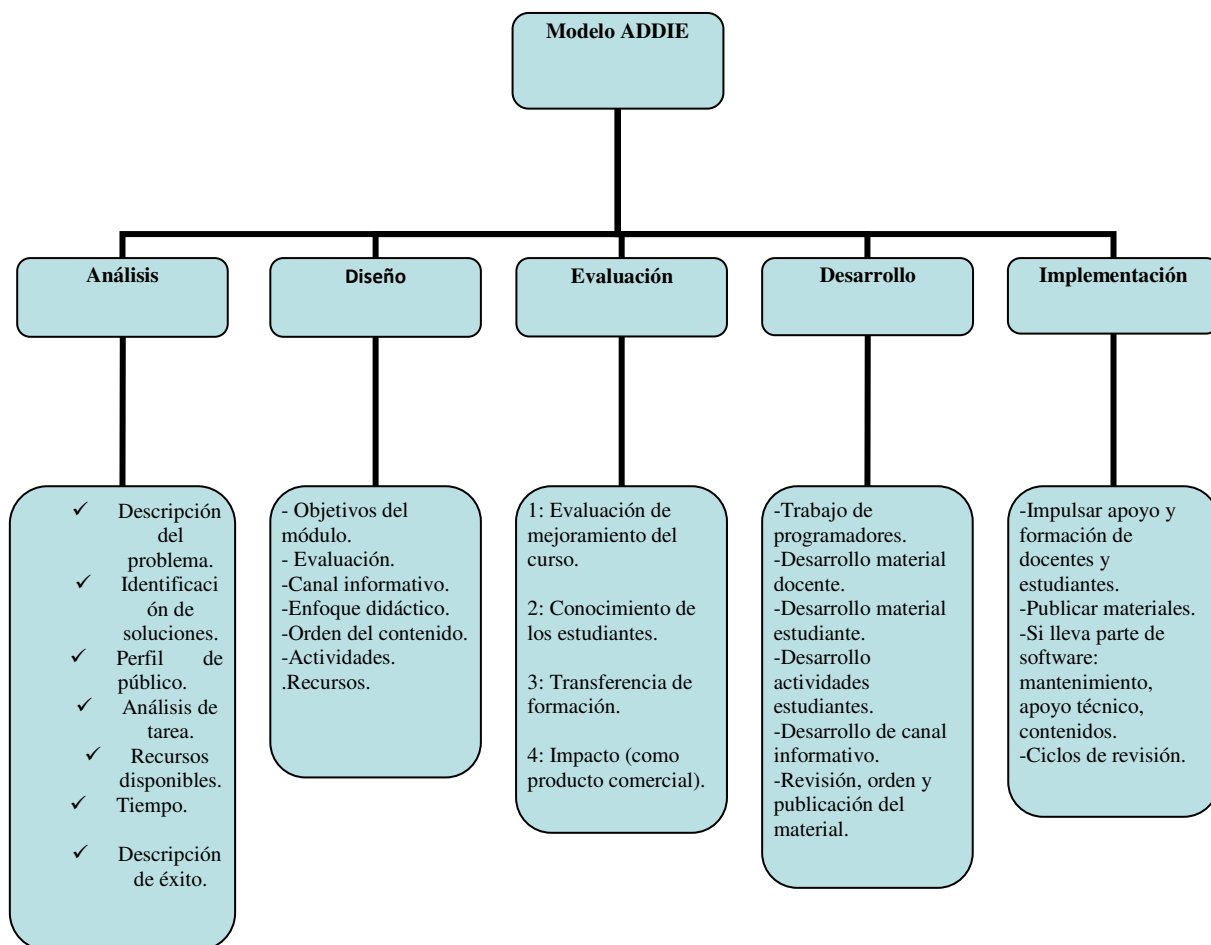 Modelo ADDIE
Análisis
Diseño
Evaluación
Desarrollo
Implementación
✓ Descripción
del
problema.
✓ Identificaci
ón de
soluciones.
✓ Perfil de
público.
✓ Análisis de
tarea.
✓ Recursos
disponibles.
✓ Tiempo.
✓ Descripción
de éxito.
- Objetivos del
módulo.
- Evaluación.
-Canal informativo.
-Enfoque didáctico.
-Orden del contenido.
-Actividades.
.Recursos.
1: Evaluación de
mejoramiento del
curso.
2: Conocimiento de
los estudiantes.
3: Transferencia de
formación.
4: Impacto (como
producto comercial).
-Trabajo de
programadores.
-Desarrollo material
docente.
-Desarrollo material
estudiante.
-Desarrollo
actividades
estudiantes.
-Desarrollo de canal
informativo.
-Revisión, orden y
publicación del
material.
-Impulsar apoyo y
formación de
docentes y
estudiantes.
-Publicar materiales.
-Si lleva parte de
software:
mantenimiento,
apoyo técnico,
contenidos.
-Ciclos de revisión.